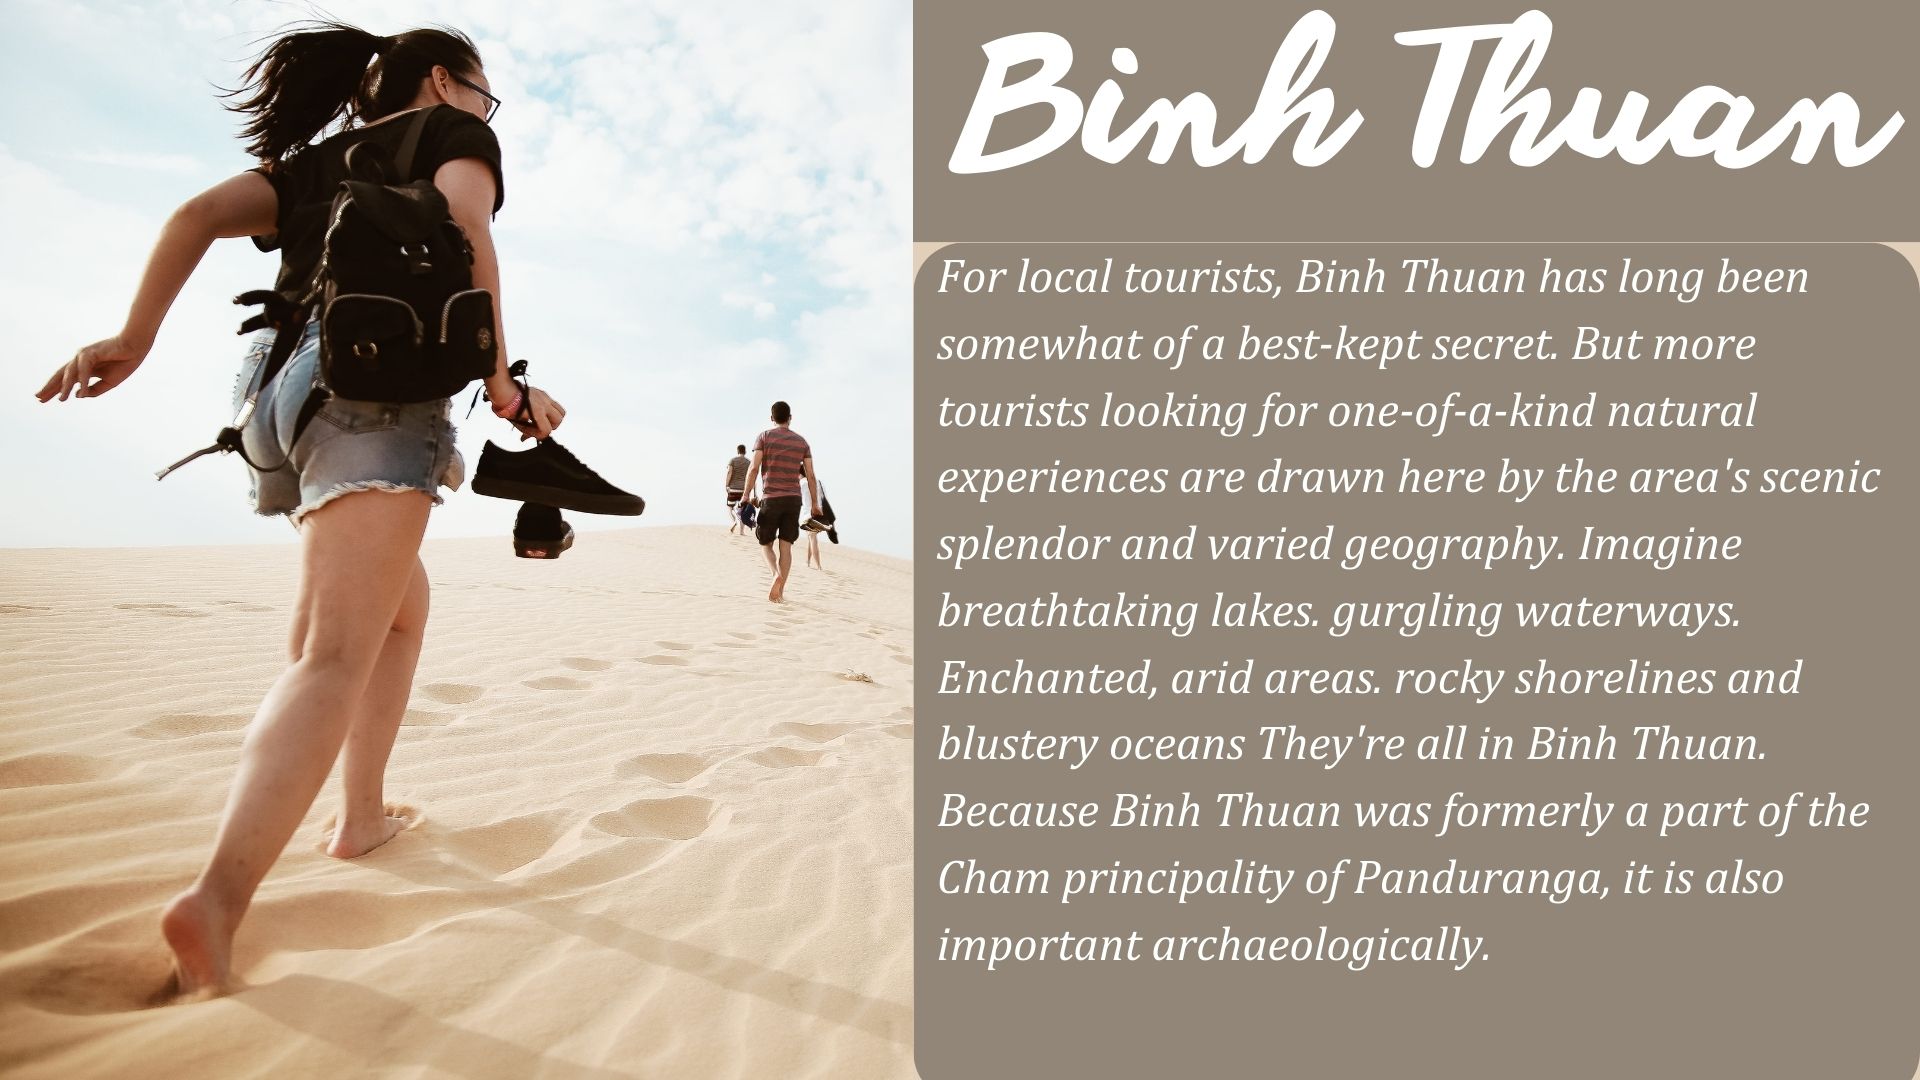 Binh Thuan
For local tourists, Binh Thuan has long been
somewhat of a best-kept secret. But more
tourists looking for one-of-a-kind natural
experiences are drawn here by the area's scenic
splendor and varied geography. Imagine
breathtaking lakes. gurgling waterways.
Enchanted, arid areas. rocky shorelines and
blustery oceans They're all in Binh Thuan.
Because Binh Thuan was formerly a part of the
Cham principality of Panduranga, it is also
important archaeologically.